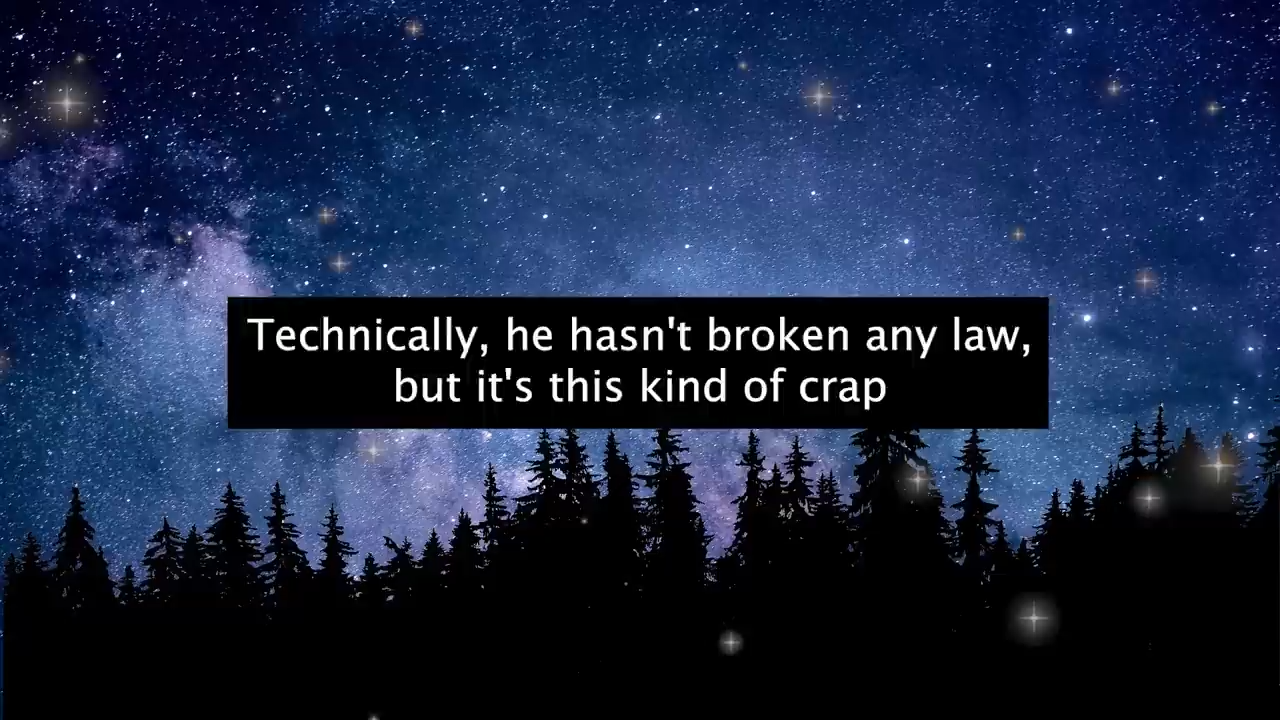 Technically, he hasn't broken any law,
but it's this kind of crap